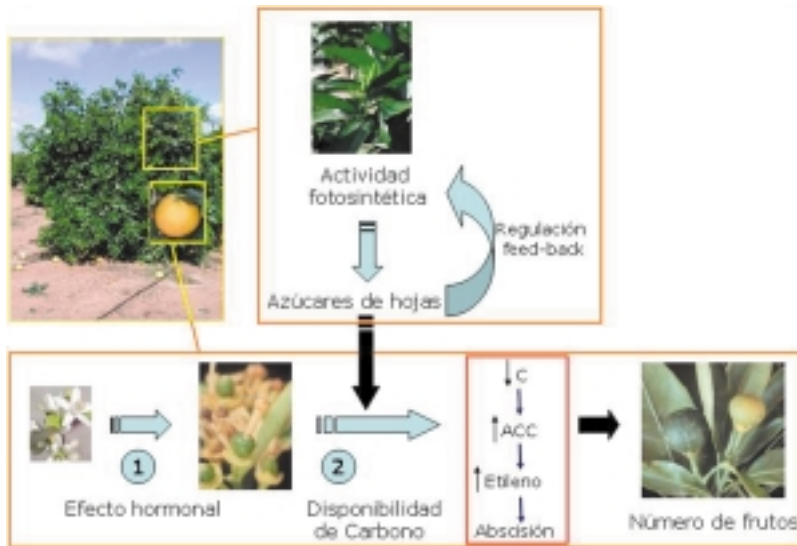 Actividad
fotosintética
Regulación
feed-back
Azúcares de hojas
1
2
Efecto hormonal
Disponibilidad
de Carbono
↓C
↑ACC
↑Etileno
Abscisión
Número de frutos